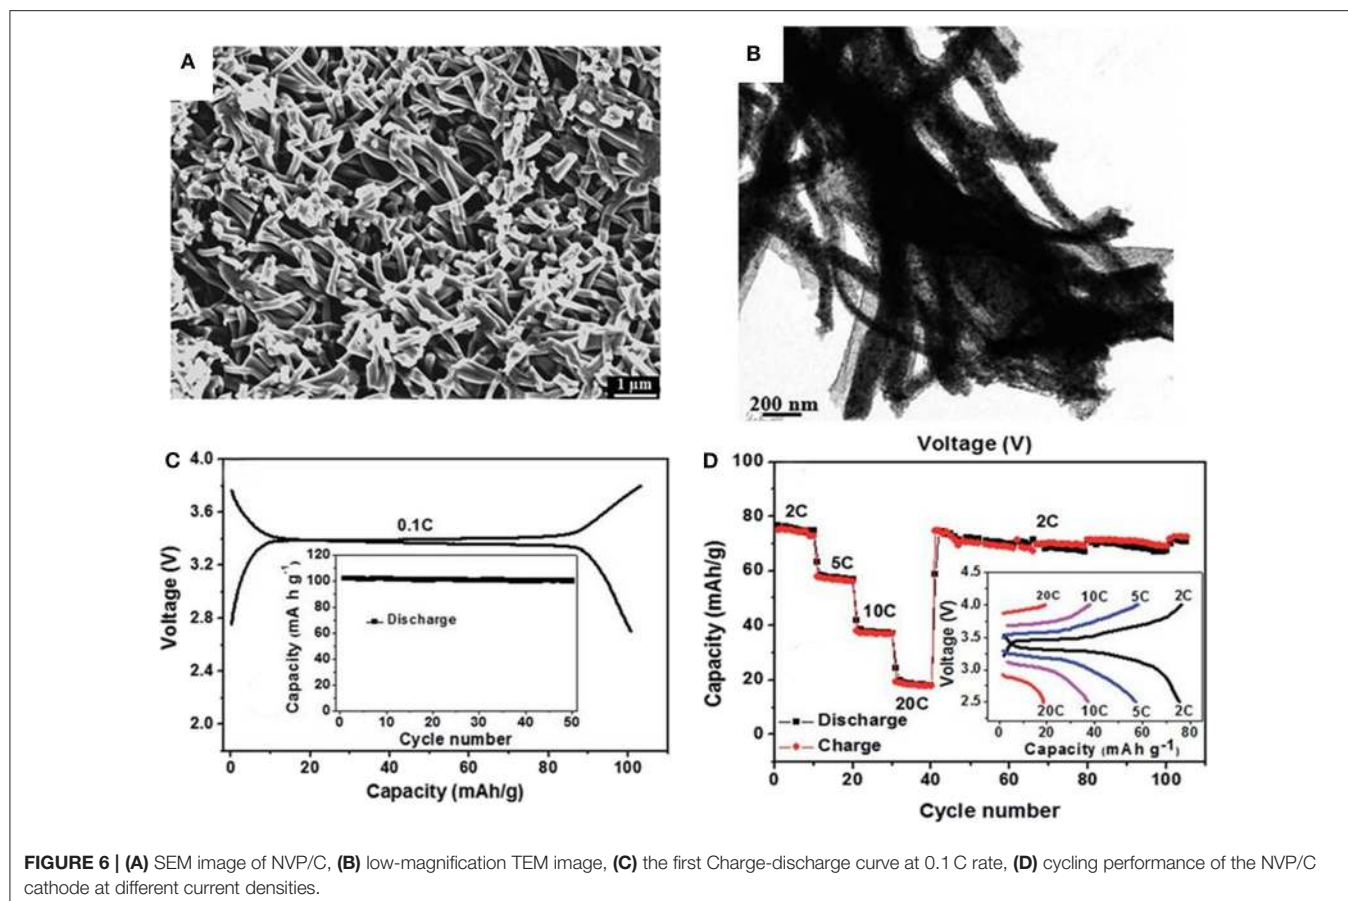 A
1 μm
B
200 nm
C
4.0
3.6
3.2
2.8
2.4
2.0
Voltage (V)
0.1C
120
100
80
60
40
20
0
Capacity (mA h g-1)
Discharge
0 10 20 30 40 50
Cycle number
0 20 40 60 80 100
Capacity (mAh/g)
Voltage (V)
D
100
80
60
40
20
0
Capacity (mAh/g)
2C
5C
10C
20C
2C
Discharge
Charge
4.5
4.0
3.5
3.0
2.5
Voltage (V)
20C 10C 5C 2C
20C 10C 5C 2C
0 20 40 60 80
Capacity (mAh g-1)
0 20 40 60 80 100
Cycle number
FIGURE 6 | (A) SEM image of NVP/C, (B) low-magnification TEM image, (C) the first Charge-discharge curve at 0.1 C rate, (D) cycling performance of the NVP/C
cathode at different current densities.